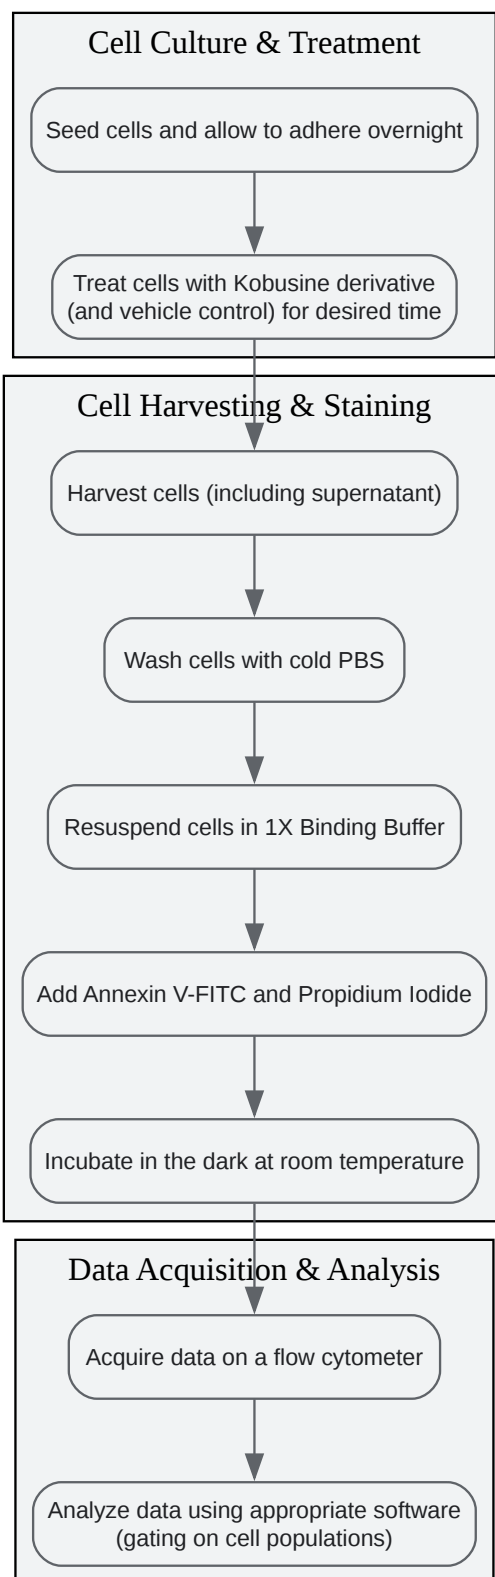 Cell Culture & Treatment
Seed cells and allow to adhere overnight
Treat cells with Kobusine derivative
(and vehicle control) for desired time
Cell Harvesting & Staining
Harvest cells (including supernatant)
Wash cells with cold PBS
Resuspend cells in 1X Binding Buffer
Add Annexin V-FITC and Propidium Iodide
Incubate in the dark at room temperature
Data Acquisition & Analysis
Acquire data on a flow cytometer
Analyze data using appropriate software
(gating on cell populations)